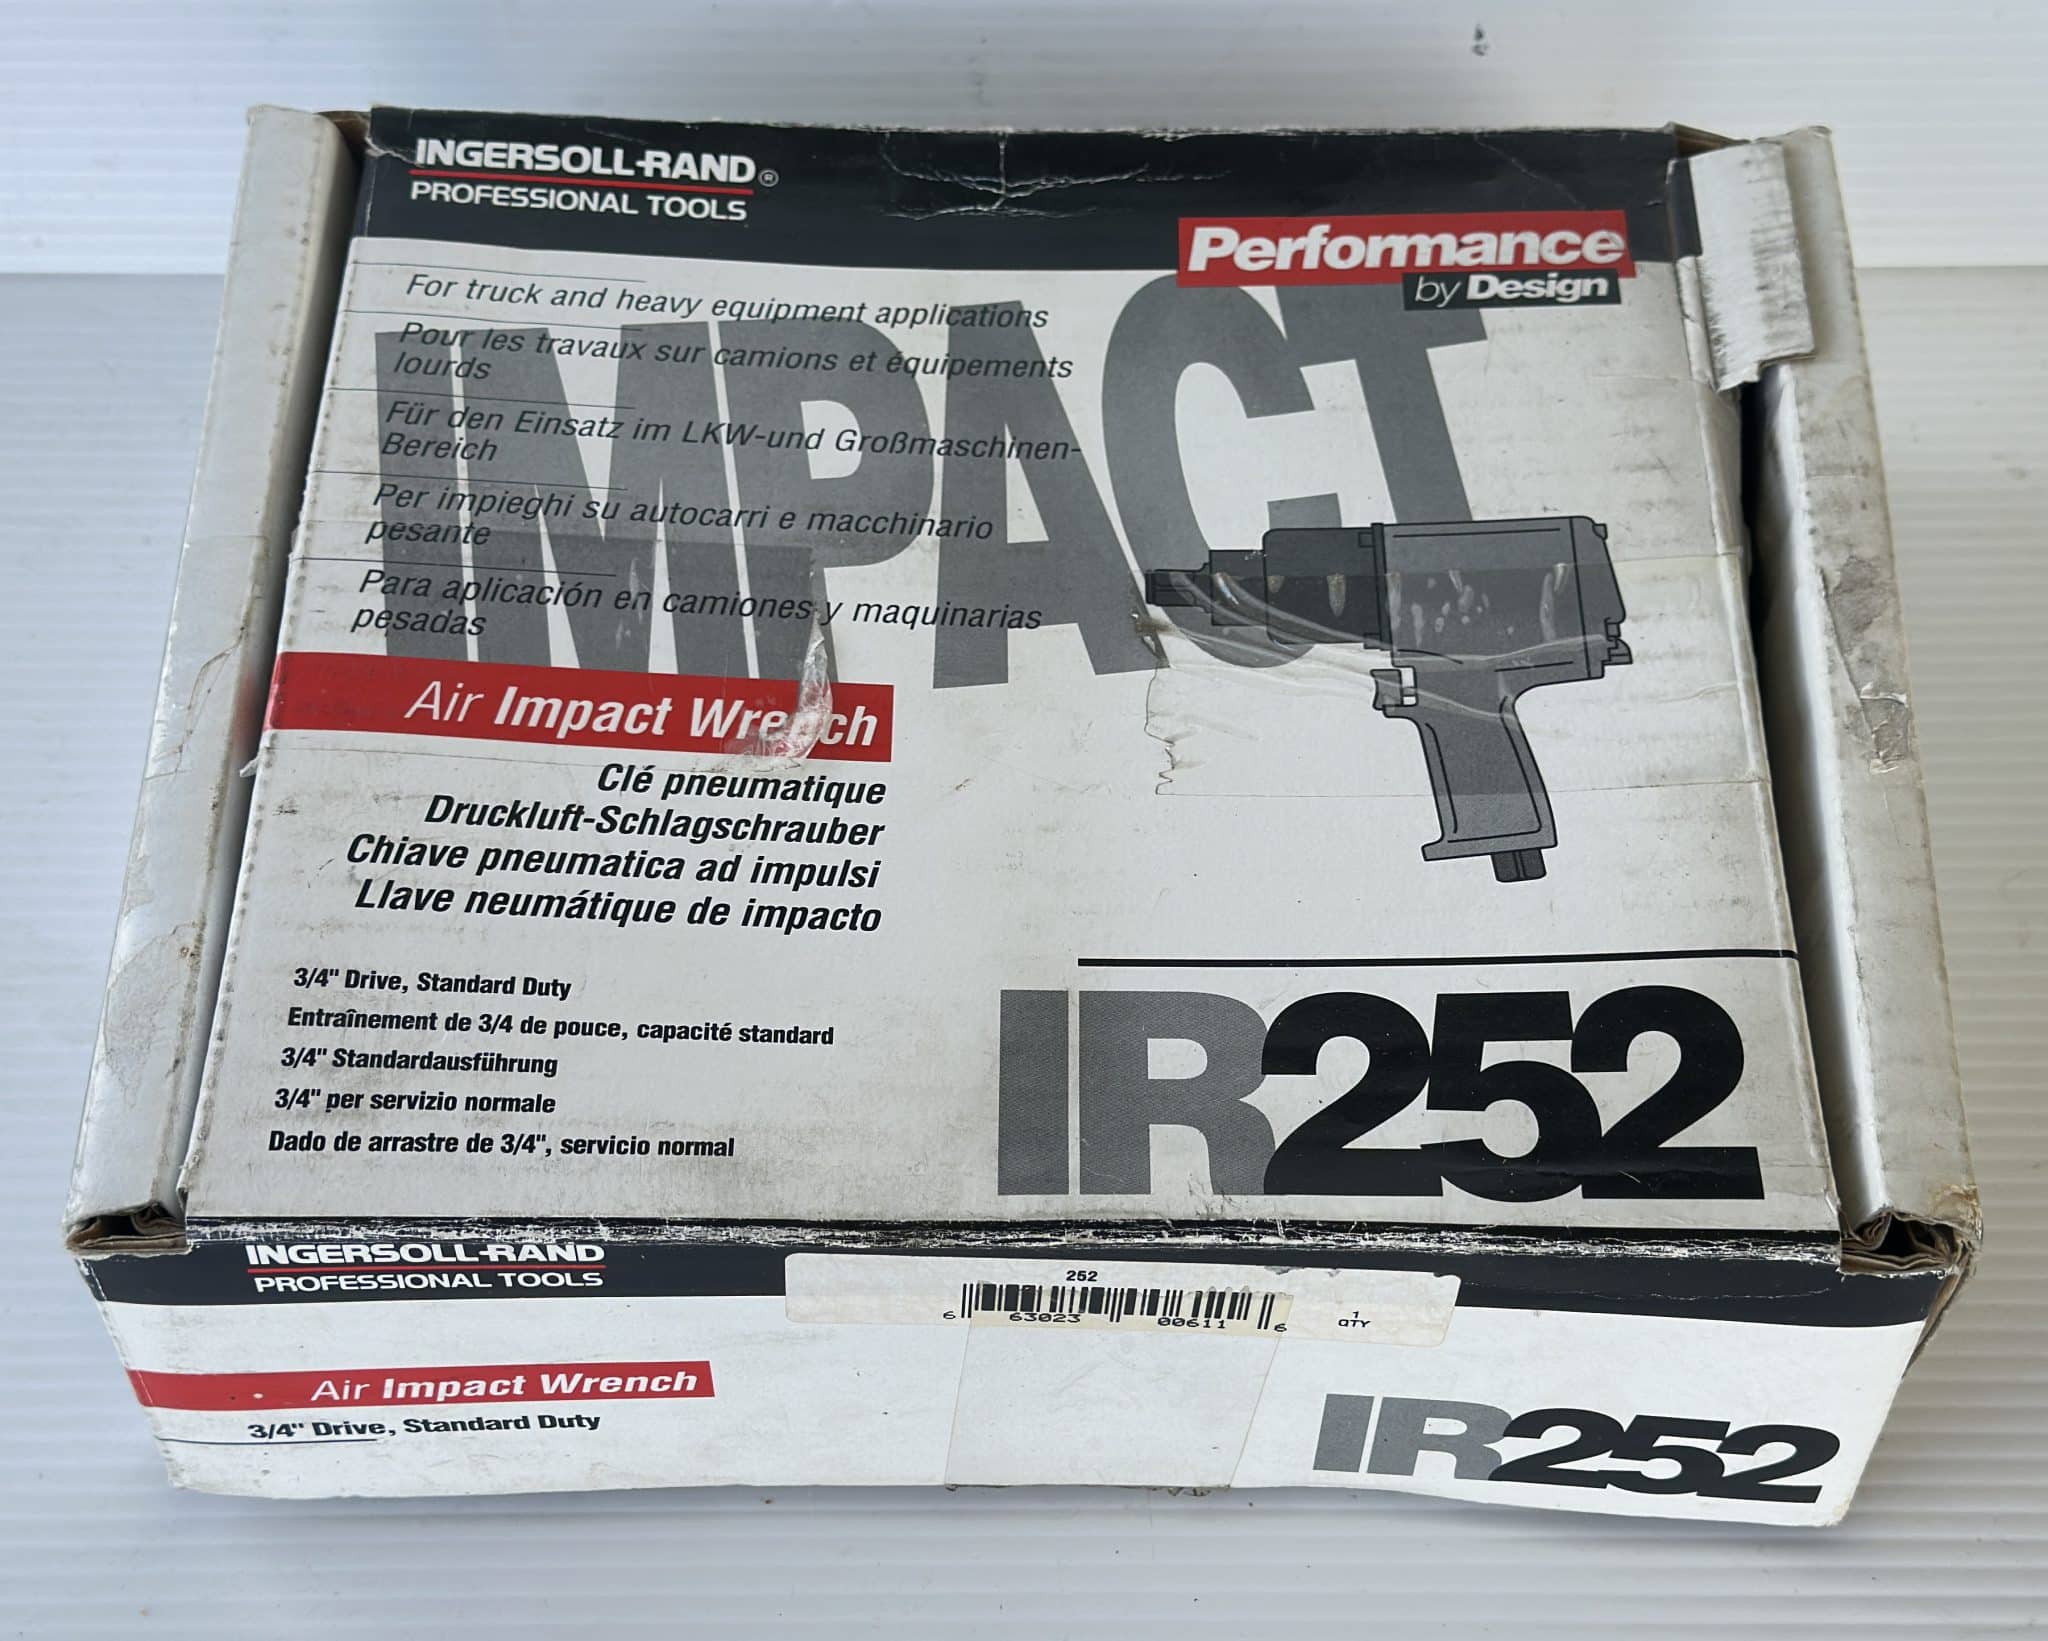 INGERSOLL-RAND®
PROFESSIONAL TOOLS
Performance
by Design
IMPACT
For truck and heavy equipment applications
Pour les travaux sur camions et équipements
lourds
Für den Einsatz im LKW-und Großmaschinen-
Bereich
Per impieghi su autocarri e macchinario
pesante
Para aplicación en camiones y maquinarias
pesadas
Air Impact Wrench
Clé pneumatique
Druckluft-Schlagschrauber
Chiave pneumatica ad impulsi
Llave neumátique de impacto
3/4" Drive, Standard Duty
Entraînement de 3/4 de pouce, capacité standard
3/4" Standardausführung
3/4" per servizio normale
Dado de arrastre de 3/4", servicio normal
IR252
INGERSOLL-RAND
PROFESSIONAL TOOLS
252
6 63023 00611 6
1
QTY
Air Impact Wrench
3/4" Drive, Standard Duty
IR252